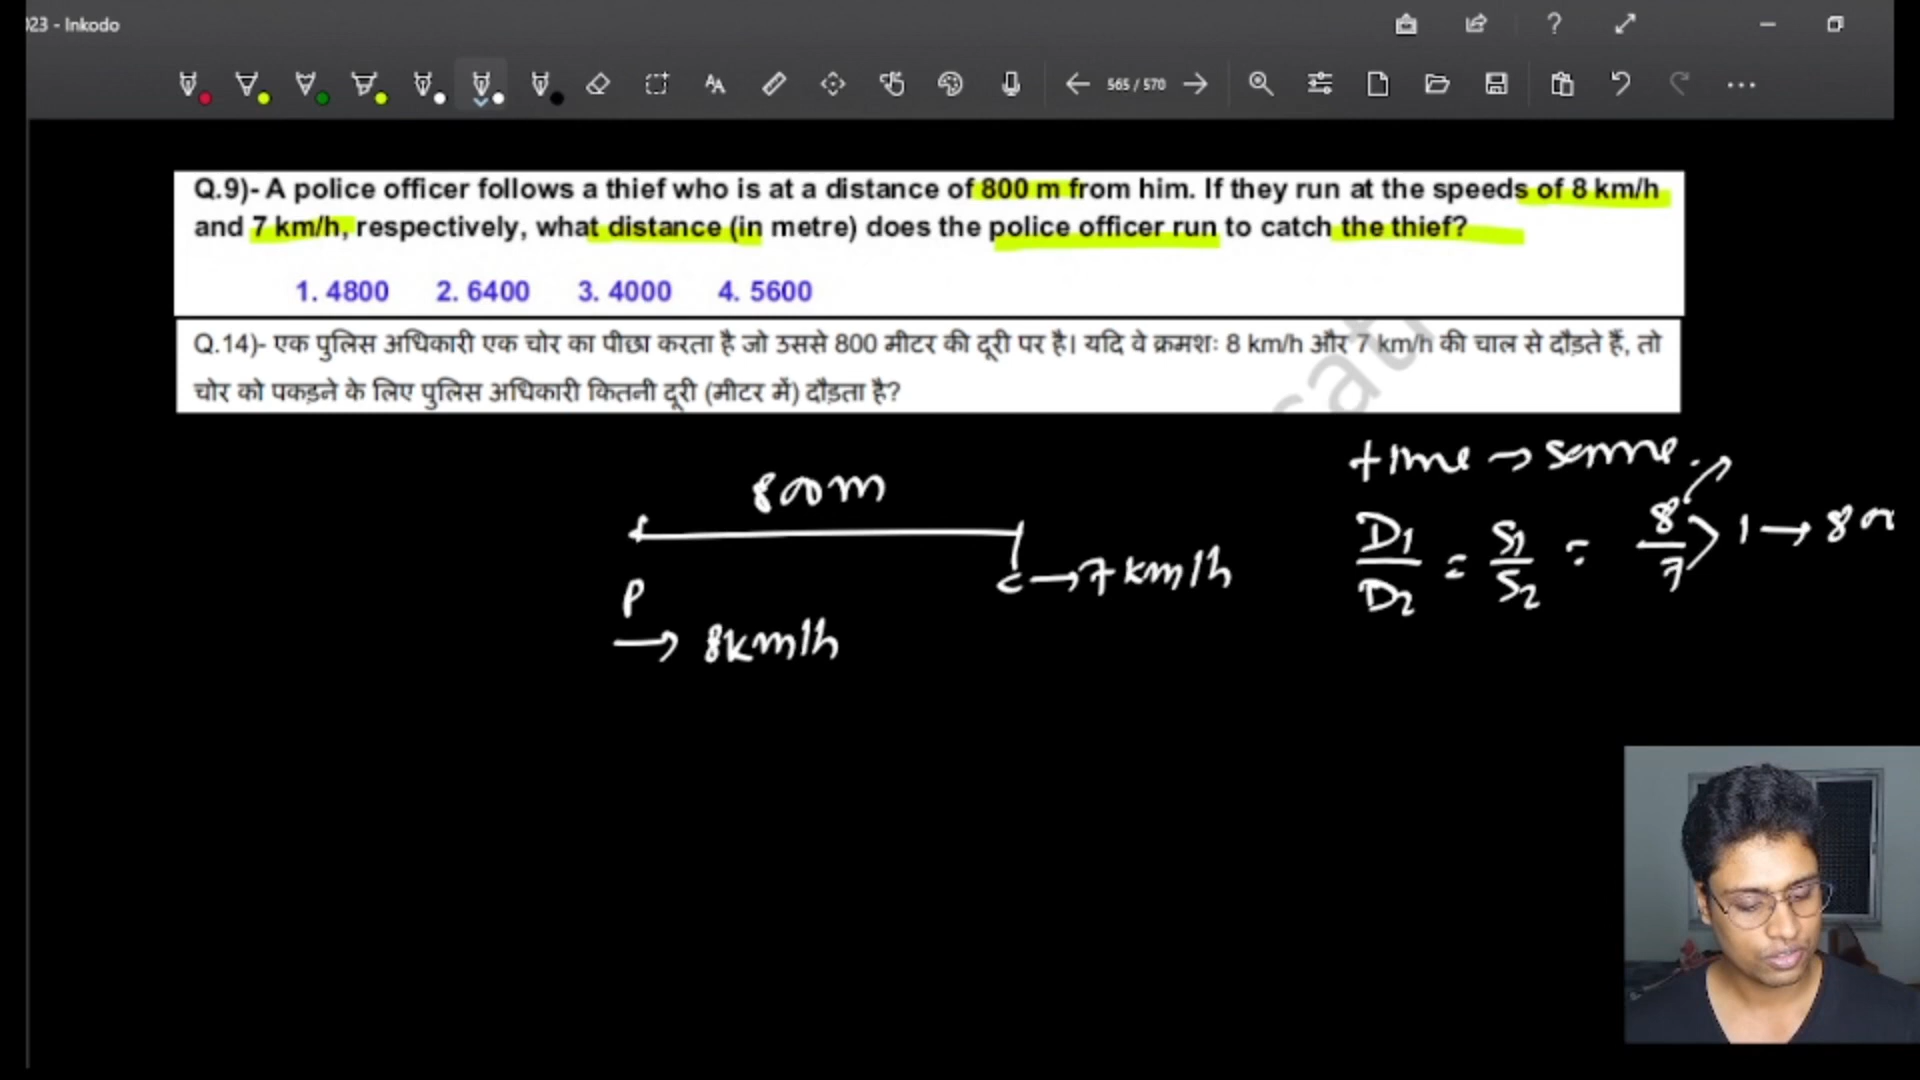 023 - Inkodo
565 / 570
Q.9)- A police officer follows a thief who is at a distance of 800 m from him. If they run at the speeds of 8 km/h
and 7 km/h, respectively, what distance (in metre) does the police officer run to catch the thief?
1. 4800 2. 6400 3. 4000 4. 5600
Q.14)- एक पुलिस अधिकारी एक चोर का पीछा करता है जो उससे 800 मीटर की दूरी पर है। यदि वे क्रमशः 8 km/h और 7 km/h की चाल से दौड़ते हैं, तो
चोर को पकड़ने के लिए पुलिस अधिकारी कितनी दूरी (मीटर में) दौड़ता है?
time → same.
800m
D1/D2 = S1/S2 = 8/7 > 1 → 80
C → 7 km/h
P
→ 8km/h